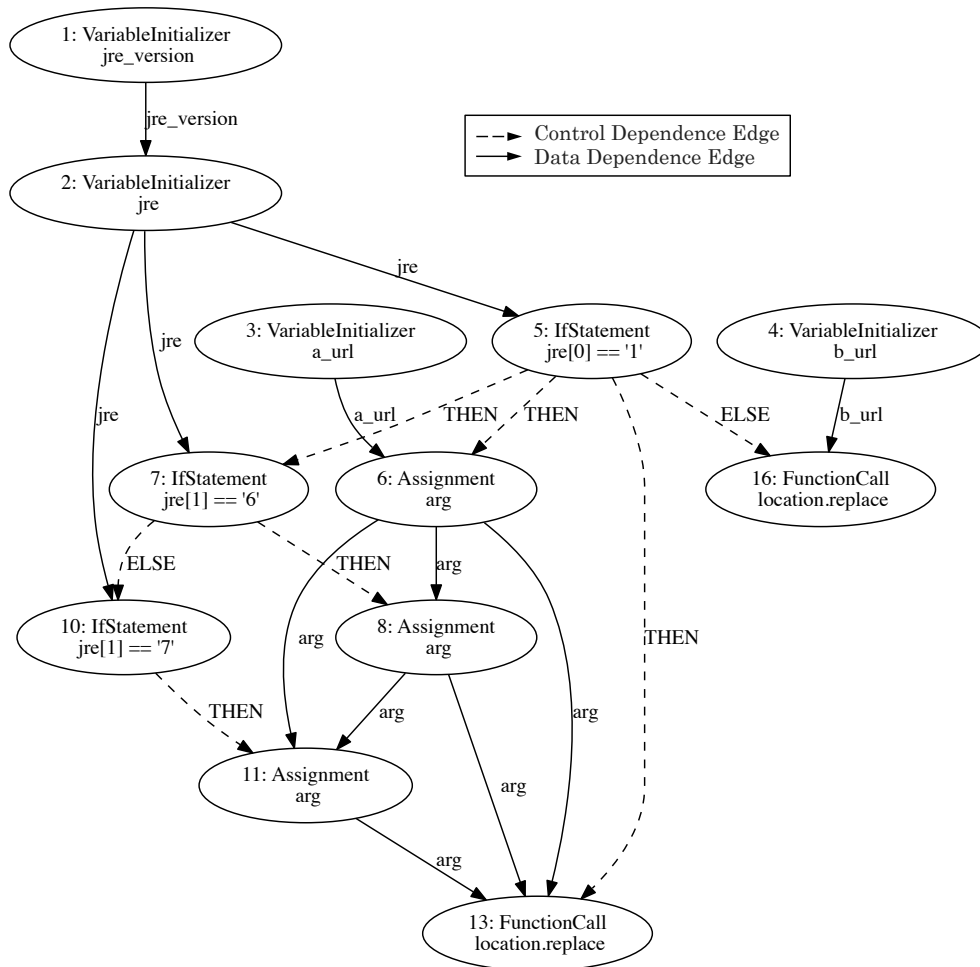 1: VariableInitializer
jre_version
jre_version
Control Dependence Edge
Data Dependence Edge
2: VariableInitializer
jre
jre
3: VariableInitializer
a_url
5: IfStatement
jre[0] == '1'
4: VariableInitializer
b_url
jre
jre
a_url
THEN
THEN
ELSE
b_url
7: IfStatement
jre[1] == '6'
6: Assignment
arg
16: FunctionCall
location.replace
ELSE
THEN
arg
10: IfStatement
jre[1] == '7'
8: Assignment
arg
arg
THEN
THEN
arg
arg
11: Assignment
arg
arg
arg
13: FunctionCall
location.replace